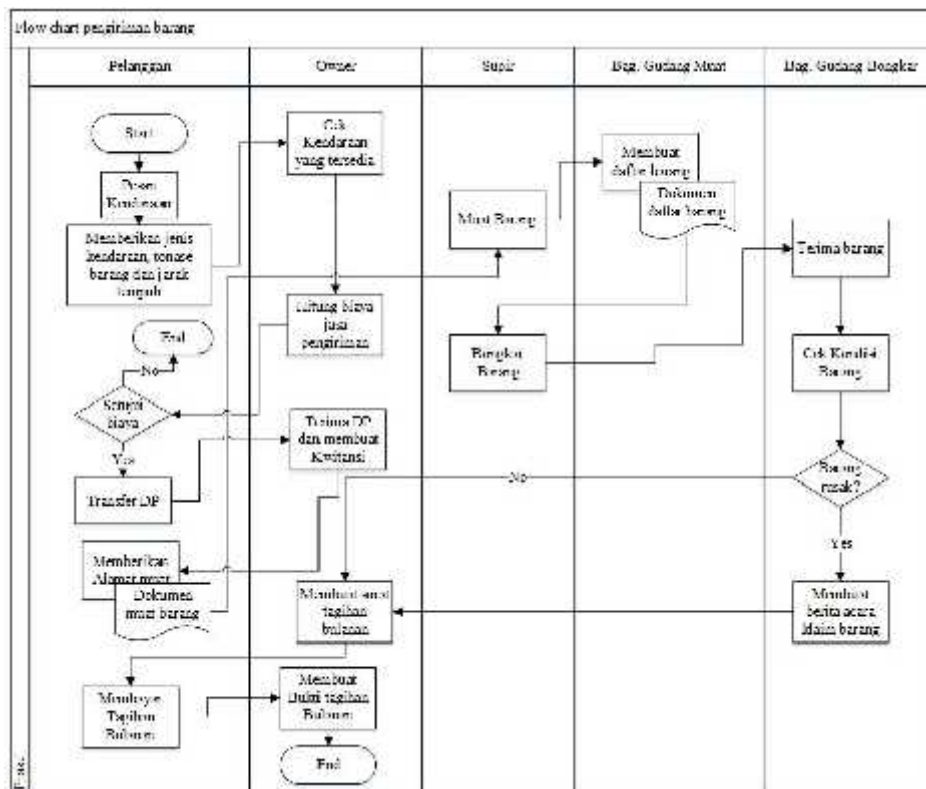 Flow chart pengiriman barang
Pelanggan
Owner
Supir
Bag. Gudang Muat
Bag. Gudang Bongkar
Start
Pesan
Kendaraan
Memberikan jenis
kendaraan, tonase
barang dan jarak
tempuh
End
No
Setujui
biaya
Yes
Transfer DP
Memberikan
Alamat muat
Dokumen
muat barang
Membayar
Tagihan
Bulanan
Cek
Kendaraan
yang tersedia
Hitung biaya
jasa
pengiriman
Terima DP
dan membuat
Kwitansi
Membuat surat
tagihan
bulanan
Membuat
Bukti tagihan
Bulanan
End
Muat Barang
Bongkar
Barang
Membuat
daftar barang
Dokumen
daftar barang
Terima barang
Cek Kondisi
Barang
Barang
rusak?
No
Yes
Membuat
berita acara
klaim barang